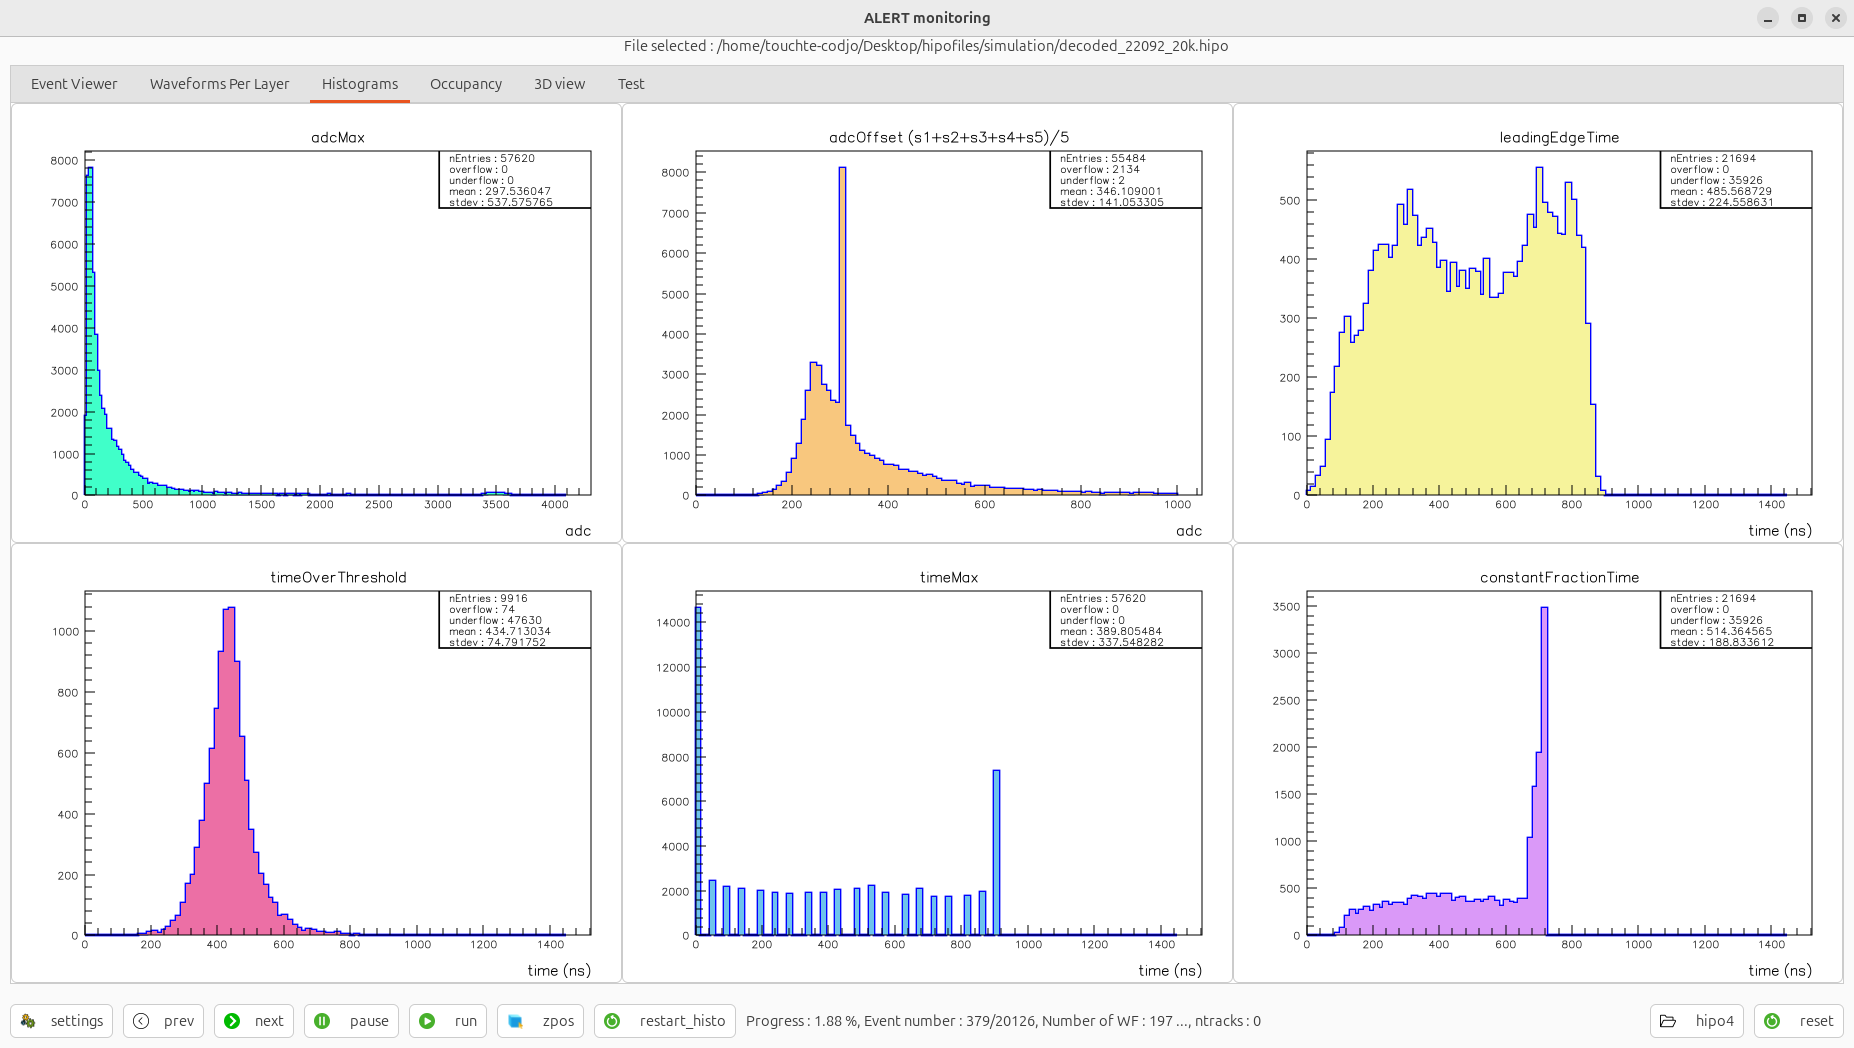 ALERT monitoring
File selected : /home/touchte-codjo/Desktop/hipofiles/simulation/decoded_22092_20k.hipo
Event Viewer Waveforms Per Layer Histograms Occupancy 3D view Test
adcMax
nEntries : 57620
overflow : 0
underflow : 0
mean : 297.536047
stdev : 537.575765
8000
7000
6000
5000
4000
3000
2000
1000
0
0 500 1000 1500 2000 2500 3000 3500 4000
adc
adcOffset (s1+s2+s3+s4+s5)/5
nEntries : 55484
overflow : 2134
underflow : 2
mean : 346.109001
stdev : 141.053305
8000
7000
6000
5000
4000
3000
2000
1000
0
0 200 400 600 800 1000
adc
leadingEdgeTime
nEntries : 21694
overflow : 0
underflow : 35926
mean : 485.568729
stdev : 224.558631
500
400
300
200
100
0
0 200 400 600 800 1000 1200 1400
time (ns)
timeOverThreshold
nEntries : 9916
overflow : 74
underflow : 47630
mean : 434.713034
stdev : 74.791752
1000
800
600
400
200
0
0 200 400 600 800 1000 1200 1400
time (ns)
timeMax
nEntries : 57620
overflow : 0
underflow : 0
mean : 389.805484
stdev : 337.548282
14000
12000
10000
8000
6000
4000
2000
0
0 200 400 600 800 1000 1200 1400
time (ns)
constantFractionTime
nEntries : 21694
overflow : 0
underflow : 35926
mean : 514.364565
stdev : 188.833612
3500
3000
2500
2000
1500
1000
500
0
0 200 400 600 800 1000 1200 1400
time (ns)
settings prev next pause run zpos restart_histo Progress : 1.88 %, Event number : 379/20126, Number of WF : 197 ..., ntracks : 0 hipo4 reset